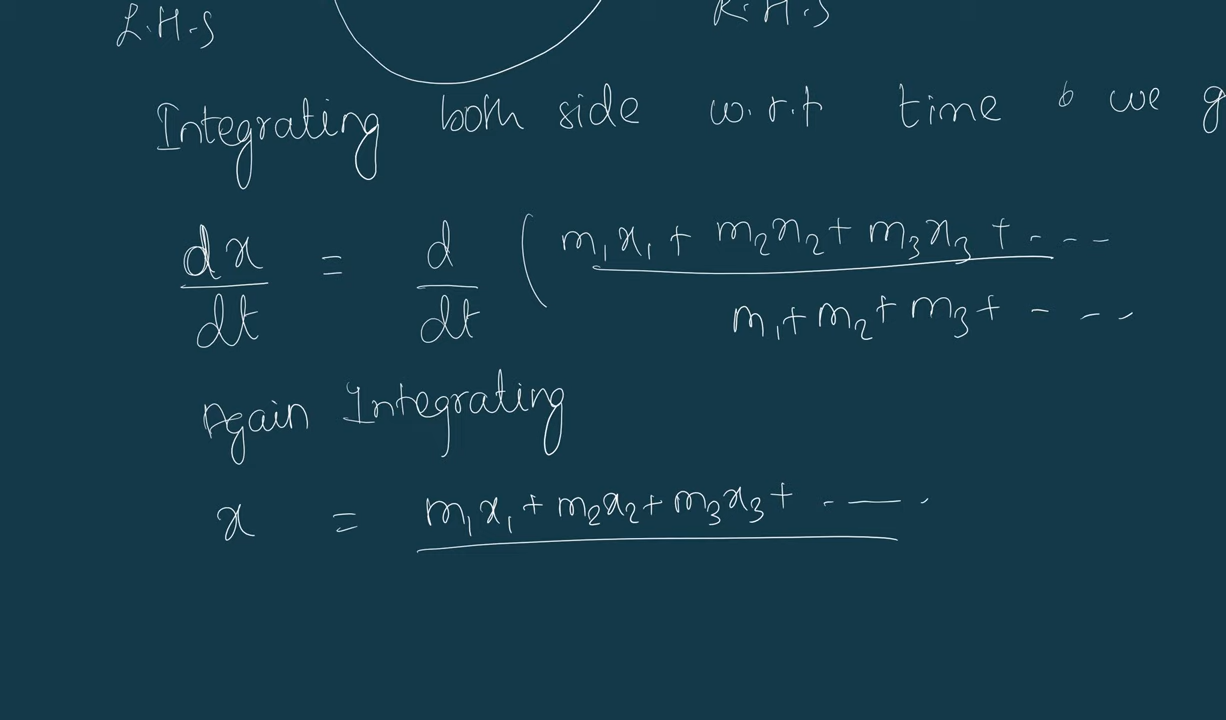 L.H.S R.H.S
Integrating both side w.r.t time we
dx/dt = d/dt ( m₁x₁ + m₂x₂ + m₃x₃ + - - - / m₁ + m₂ + m₃ + - - -
Again Integrating
x = m₁x₁ + m₂x₂ + m₃x₃ + . — .